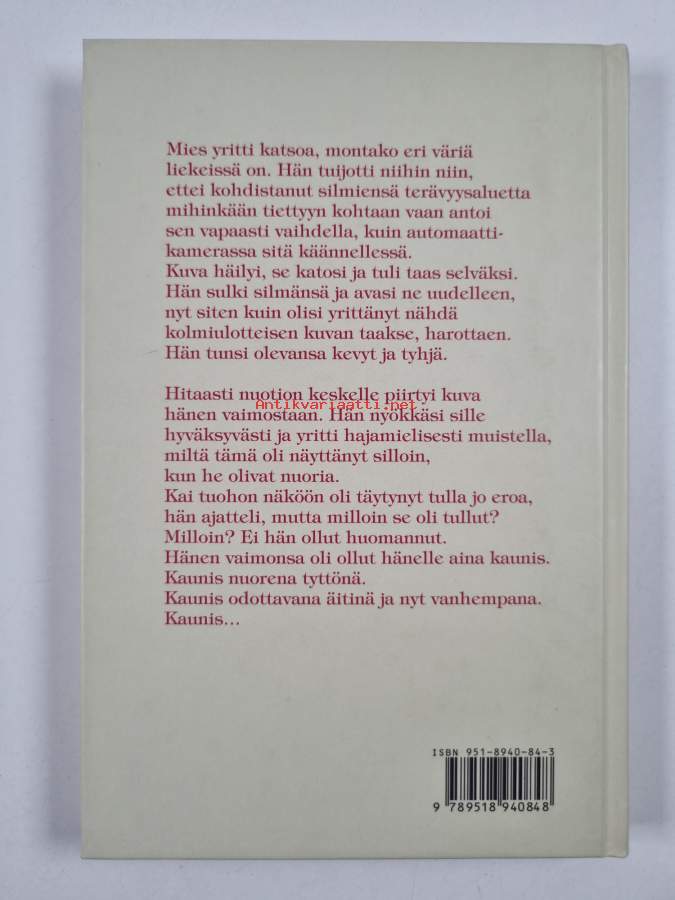 Mies yritti katsoa, montako eri väriä
liekeissä on. Hän tuijotti niihin niin,
ettei kohdistanut silmiensä terävyysaluetta
mihinkään tiettyyn kohtaan vaan antoi
sen vapaasti vaihdella, kuin automaatti-
kamerassa sitä käännellessä.
Kuva häilyi, se katosi ja tuli taas selväksi.
Hän sulki silmänsä ja avasi ne uudelleen,
nyt siten kuin olisi yrittänyt nähdä
kolmiulotteisen kuvan taakse, harottaen.
Hän tunsi olevansa kevyt ja tyhjä.
Hitaasti nuotion keskelle piirtyi kuva
Antikvariaatti.net
hänen vaimostaan. Hän nyökkäsi sille
hyväksyvästi ja yritti hajamielisesti muistella,
miltä tämä oli näyttänyt silloin,
kun he olivat nuoria.
Kai tuohon näköön oli täytynyt tulla jo eroa,
hän ajatteli, mutta milloin se oli tullut?
Milloin? Ei hän ollut huomannut.
Hänen vaimonsa oli ollut hänelle aina kaunis.
Kaunis nuorena tyttönä.
Kaunis odottavana äitinä ja nyt vanhempana.
Kaunis...
ISBN 951-8940-84-3
9 789518 940848